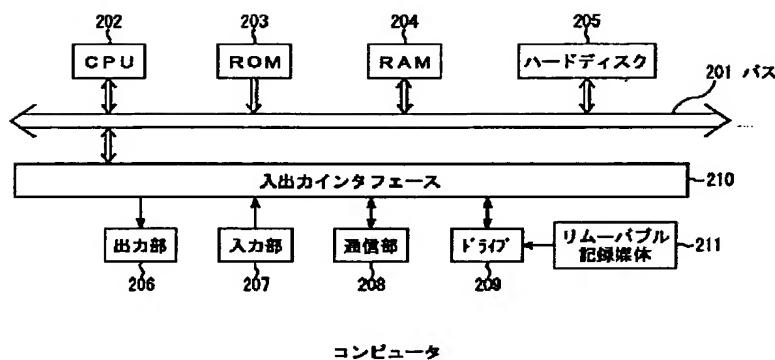 202
203
204
205
CPU
ROM
RAM
ハードディスク
201 バス
入出力インタフェース
210
出力部
入力部
通信部
ドライブ
リムーバブル
記録媒体
211
206
207
208
209
コンピュータ